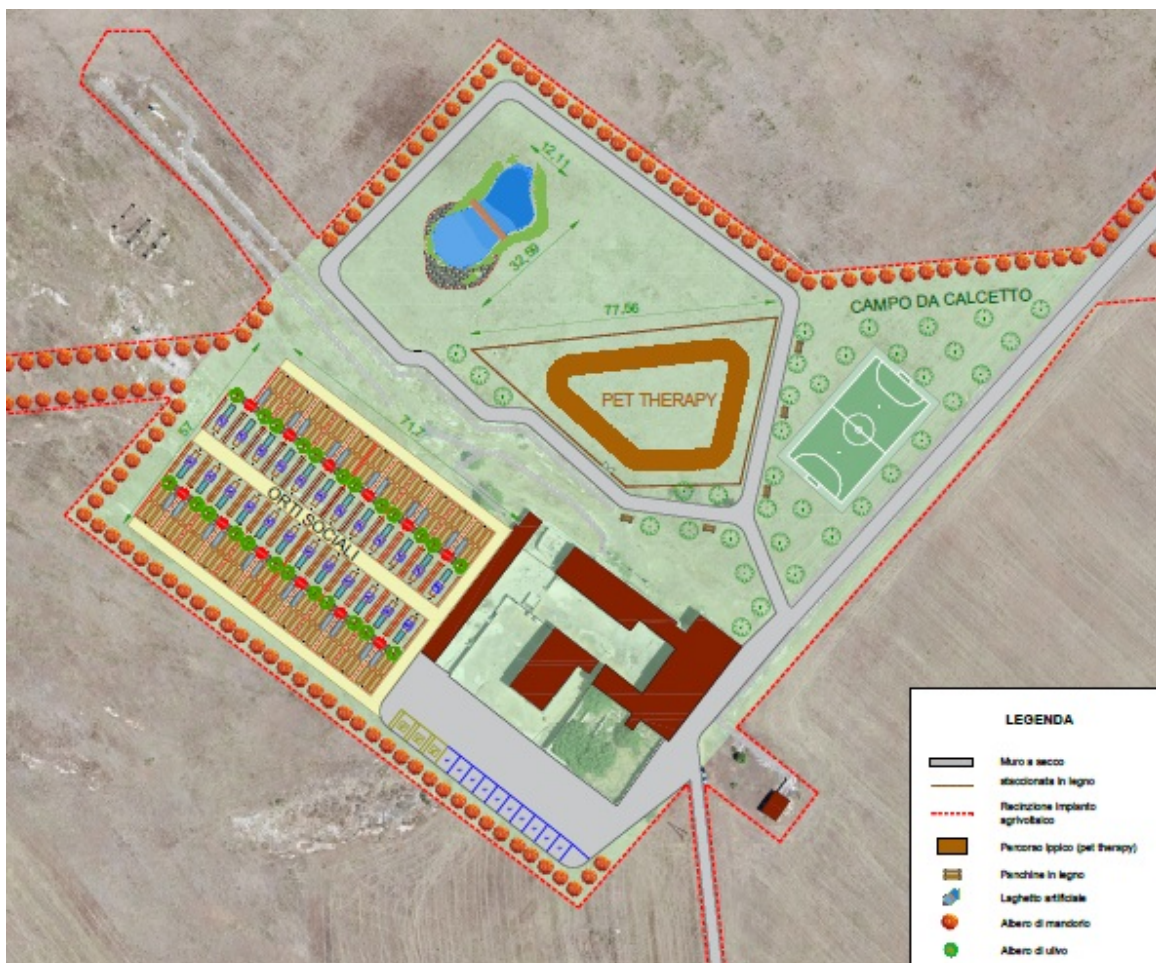 12,11
32,59
CAMPO DA CALCETTO
77,56
PET THERAPY
71,7
57
ORTI SOCIALI
LEGENDA
Muro a secco
staccionata in legno
Recinzione impianto
agrivoltaico
Percorso ippico (pet therapy)
Panchine in legno
Laghetto artificiale
Albero di mandorlo
Albero di ulivo